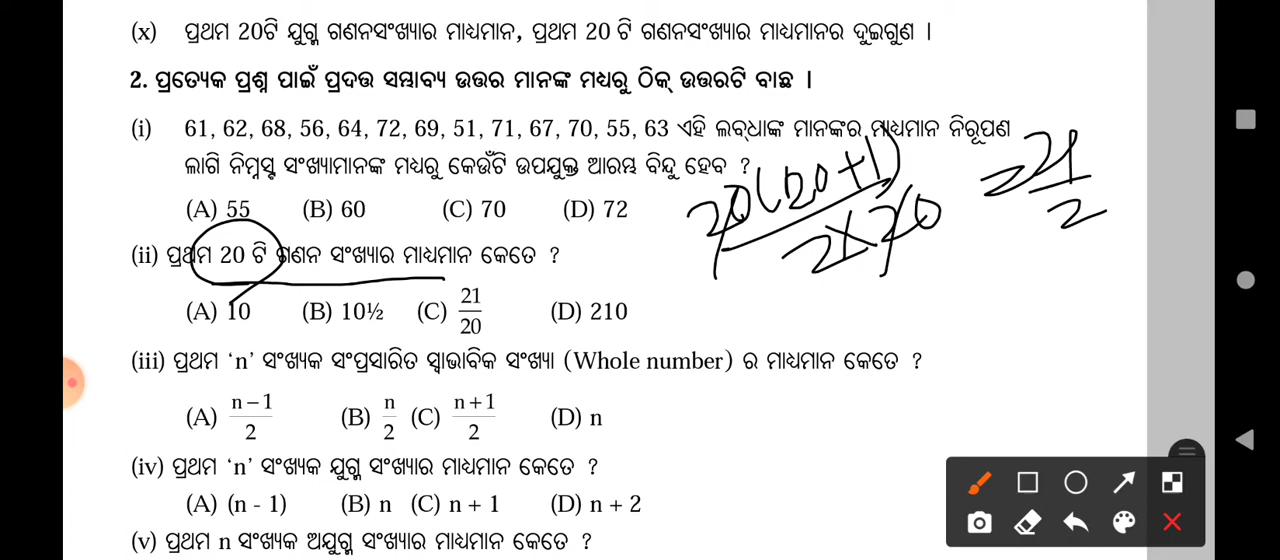 (x) ପ୍ରଥମ 20ଟି ଯୁଗ୍ମ ଗଣନସଂଖ୍ୟାର ମାଧ୍ୟମାନ, ପ୍ରଥମ 20 ଟି ଗଣନସଂଖ୍ୟାର ମାଧ୍ୟମାନର ଦୁଇଗୁଣ ।
2. ପ୍ରତ୍ୟେକ ପ୍ରଶ୍ନ ପାଇଁ ପ୍ରଦତ୍ତ ସମ୍ଭାବ୍ୟ ଉତ୍ତର ମାନଙ୍କ ମଧ୍ୟରୁ ଠିକ୍ ଉତ୍ତରଟି ବାଛ ।
(i) 61, 62, 68, 56, 64, 72, 69, 51, 71, 67, 70, 55, 63 ଏହି ଲବ୍ଧାଙ୍କ ମାନଙ୍କର ମାଧ୍ୟମାନ ନିରୂପଣ
ଲାଗି ନିମ୍ନସ୍ଥ ସଂଖ୍ୟାମାନଙ୍କ ମଧ୍ୟରୁ କେଉଁଟି ଉପଯୁକ୍ତ ଆରମ୍ଭ ବିନ୍ଦୁ ହେବ ?
(A) 55 (B) 60 (C) 70 (D) 72
20(20+1)/2×20 = 21/2
(ii) ପ୍ରଥମ 20 ଟି ଗଣନ ସଂଖ୍ୟାର ମାଧ୍ୟମାନ କେତେ ?
(A) 10 (B) 10½ (C) 21/20 (D) 210
(iii) ପ୍ରଥମ ‘n’ ସଂଖ୍ୟକ ସଂପ୍ରସାରିତ ସ୍ୱାଭାବିକ ସଂଖ୍ୟା (Whole number) ର ମାଧ୍ୟମାନ କେତେ ?
(A) n–1/2 (B) n/2 (C) n+1/2 (D) n
(iv) ପ୍ରଥମ ‘n’ ସଂଖ୍ୟକ ଯୁଗ୍ମ ସଂଖ୍ୟାର ମାଧ୍ୟମାନ କେତେ ?
(A) (n - 1) (B) n (C) n + 1 (D) n + 2
(v) ପ୍ରଥମ n ସଂଖ୍ୟକ ଅଯୁଗ୍ମ ସଂଖ୍ୟାର ମାଧ୍ୟମାନ କେତେ ?